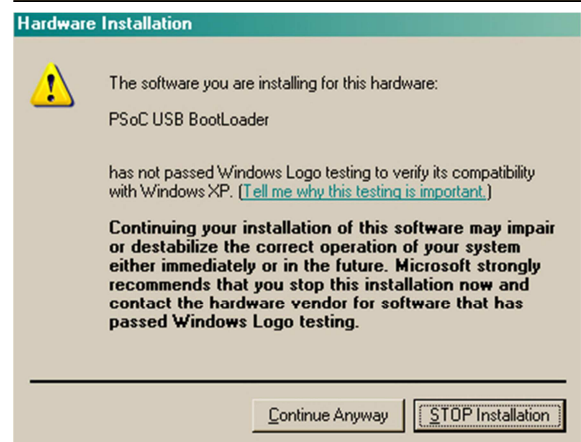 Hardware Installation
The software you are installing for this hardware:
PSoC USB BootLoader
has not passed Windows Logo testing to verify its compatibility
with Windows XP. (Tell me why this testing is important.)
Continuing your installation of this software may impair
or destabilize the correct operation of your system
either immediately or in the future. Microsoft strongly
recommends that you stop this installation now and
contact the hardware vendor for software that has
passed Windows Logo testing.
Continue Anyway
STOP Installation